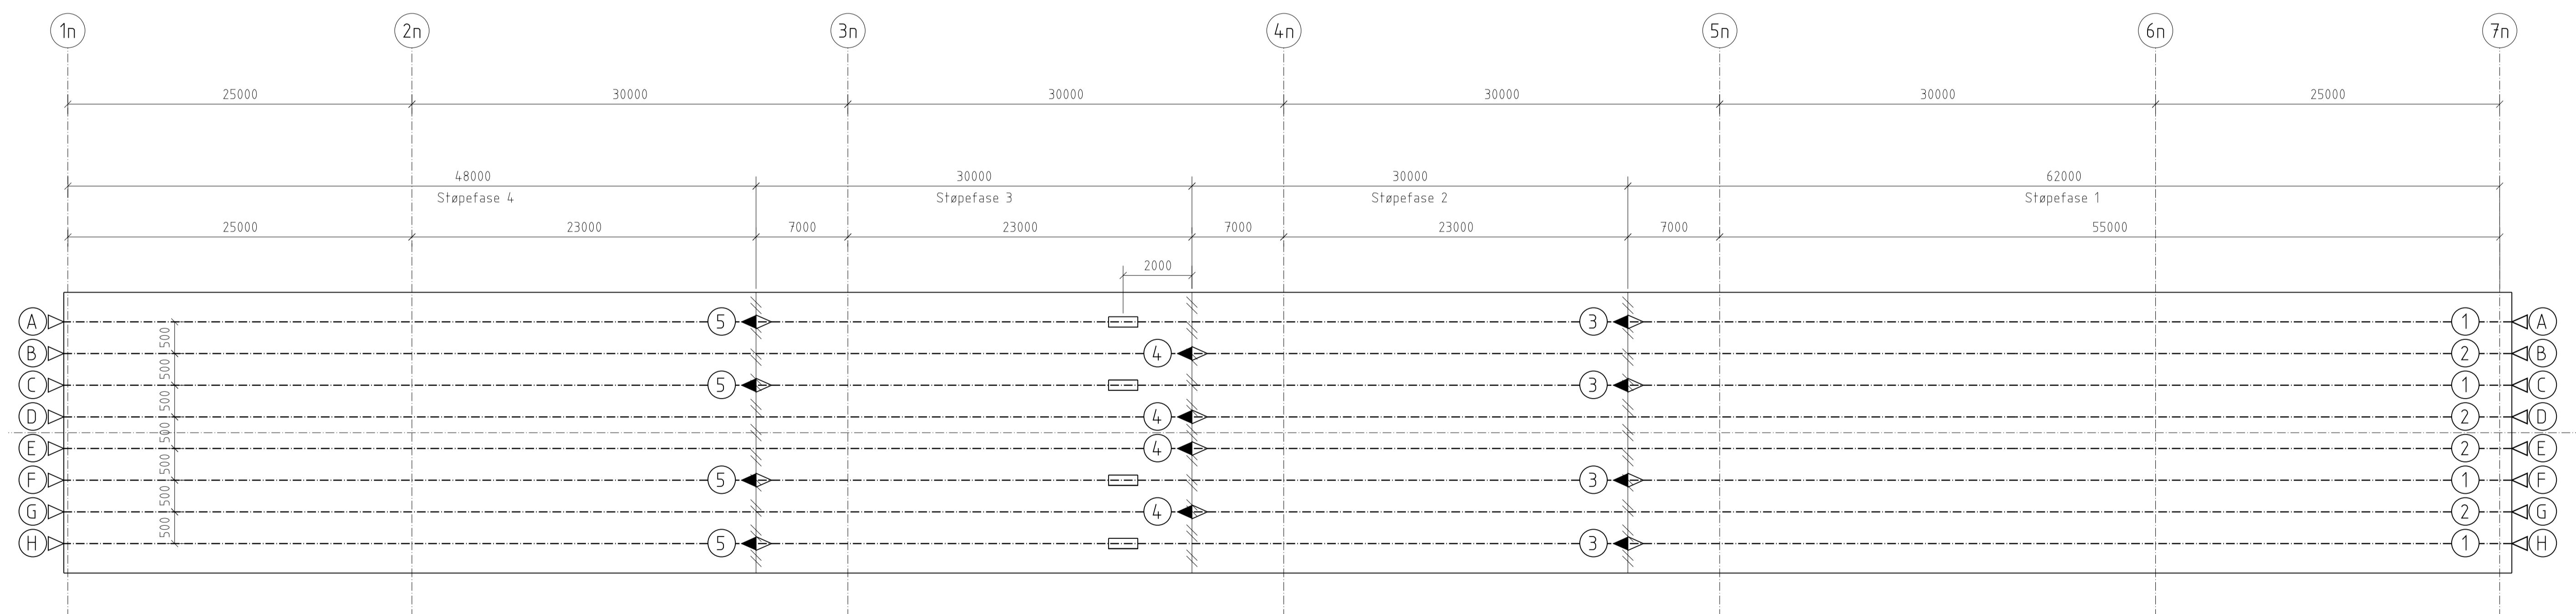 1n 2n 3n 4n 5n 6n 7n
25000 30000 30000 30000 30000 25000
48000 30000 30000 62000
Støpefase 4 Støpefase 3 Støpefase 2 Støpefase 1
25000 23000 7000 23000 7000 23000 7000 55000
2000
A 5 3 1 A
500
B 4 2 B
500
C 5 3 1 C
500
D 4 2 D
500
E 4 2 E
500
F 5 3 1 F
500
G 4 2 G
500
H 5 3 1 H